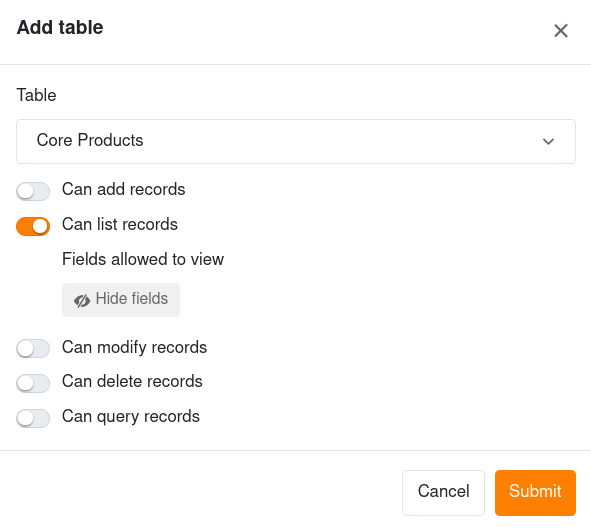 Add table
Table
Core Products
Can add records
Can list records
Fields allowed to view
Hide fields
Can modify records
Can delete records
Can query records
Cancel Submit